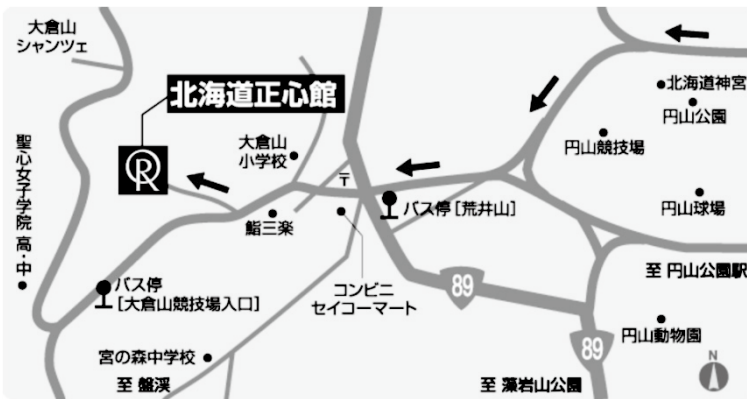 大倉山
シャンツェ
北海道正心館
北海道神宮
円山公園
大倉山
小学校
円山競技場
聖心女子学院 高・中
R
〒
バス停[荒井山]
円山球場
鮨三楽
至 円山公園駅
バス停
[大倉山競技場入口]
コンビニ
セイコーマート
89
円山動物園
89
宮の森中学校
至 盤渓
至 藻岩山公園
N